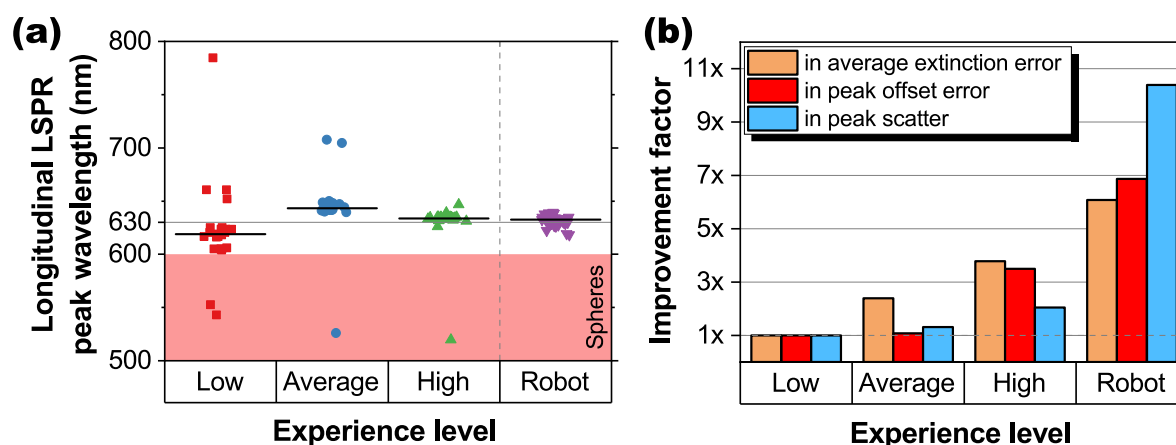 (a)
Longitudinal LSPR
peak wavelength (nm)
800
700
630
600
500
Spheres
Low
Average
High
Robot
Experience level
(b)
Improvement factor
11x
9x
7x
5x
3x
1x
in average extinction error
in peak offset error
in peak scatter
Low
Average
High
Robot
Experience level